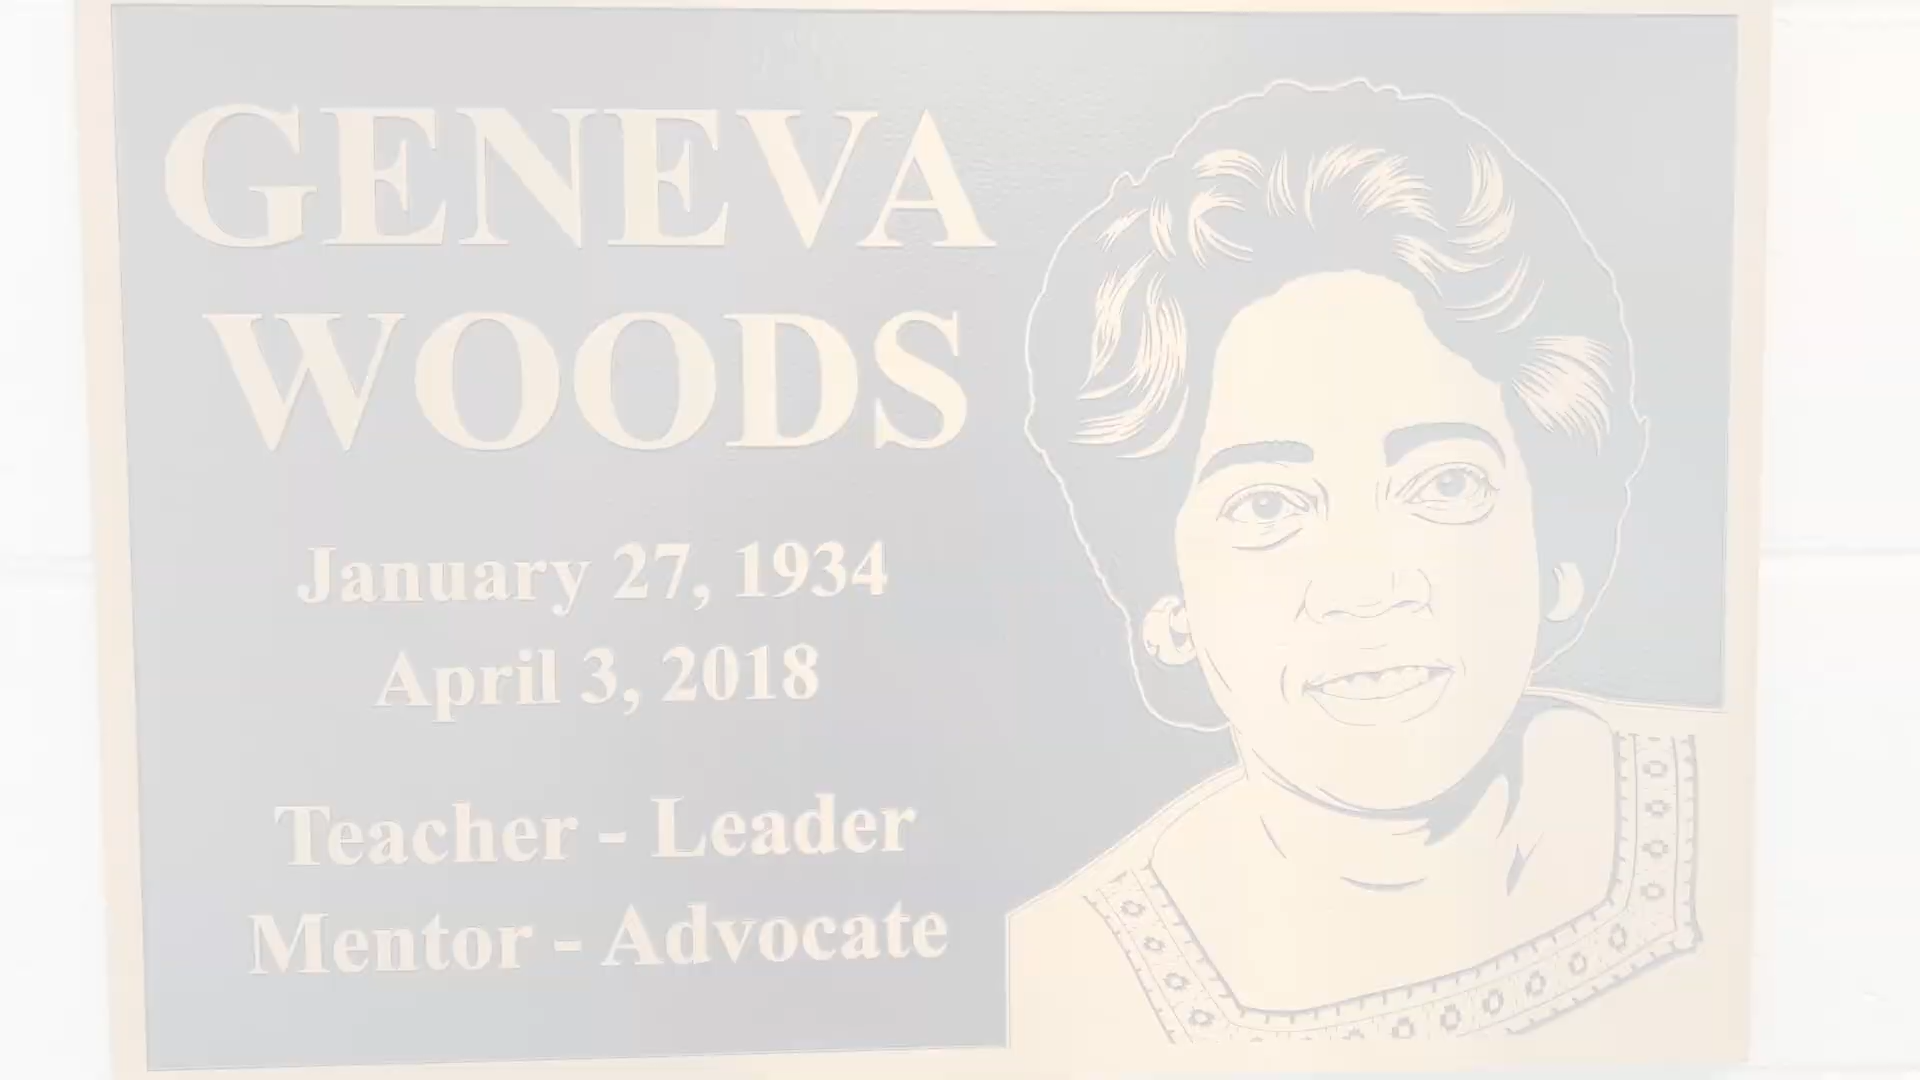 GENEVA
WOODS
January 27, 1934
April 3, 2018
Teacher - Leader
Mentor - Advocate